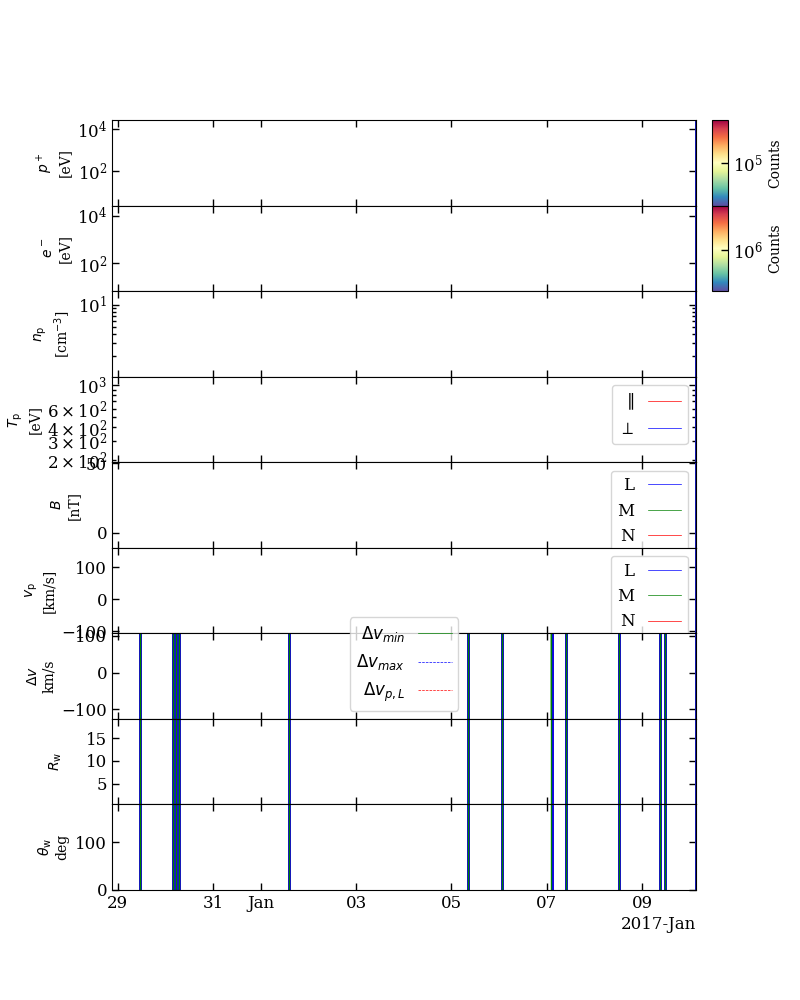 10^4
10^2
p^+
[eV]
10^5
Counts
10^4
10^2
e^-
[eV]
10^6
Counts
10^1
n_p
[cm^−3]
10^3
6 × 10^2
4 × 10^2
3 × 10^2
2 × 10^2
T_p
[eV]
∥
⊥
50
0
B
[nT]
L
M
N
100
0
−100
v_p
[km/s]
L
M
N
100
0
−100
Δv
km/s
Δv_min
Δv_max
Δv_p,L
15
10
5
R_w
100
0
θ_w
deg
29 31 Jan 03 05 07 09
2017-Jan